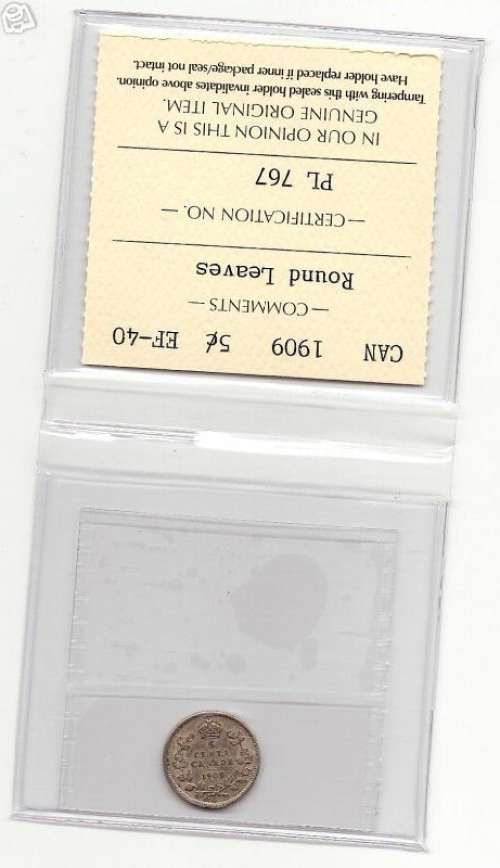 CAN 1909 5¢ EF-40
— COMMENTS —
Round Leaves
— CERTIFICATION NO. —
PL 767
IN OUR OPINION THIS IS A
GENUINE ORIGINAL ITEM.
Tampering with this sealed holder invalidates above opinion.
Have holder replaced if inner package/seal not intact.
5
CENTS
CANADA
1909